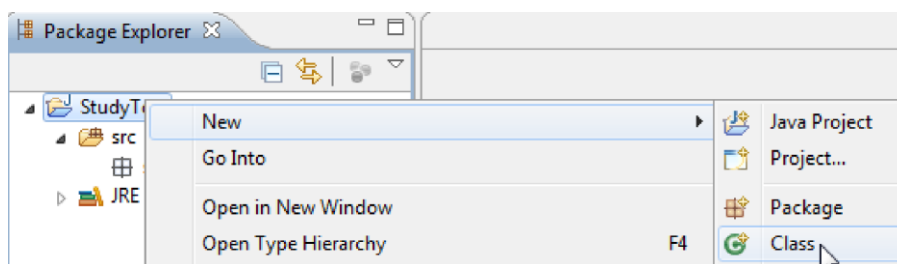 Package Explorer
StudyT
New
Java Project
src
Go Into
Project...
JRE
Open in New Window
Package
Open Type Hierarchy F4
Class